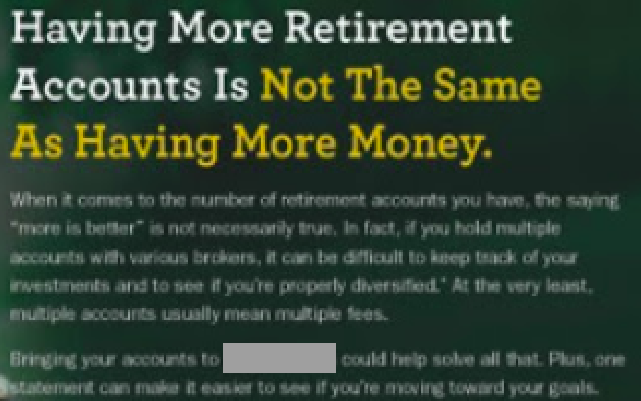 Having More Retirement
Accounts Is Not The Same
As Having More Money.
When it comes to the number of retirement accounts you have, the saying
"more is better" is not necessarily true. In fact, if you hold multiple
accounts with various brokers, it can be difficult to keep track of your
investments and to see if you're properly diversified.* At the very least,
multiple accounts usually mean multiple fees.
Bringing your accounts to could help solve all that. Plus, one
statement can make it easier to see if you're moving toward your goals.